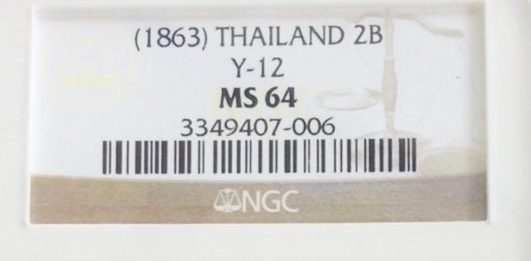 (1863) THAILAND 2B
Y-12
MS 64
3349407-006
NGC